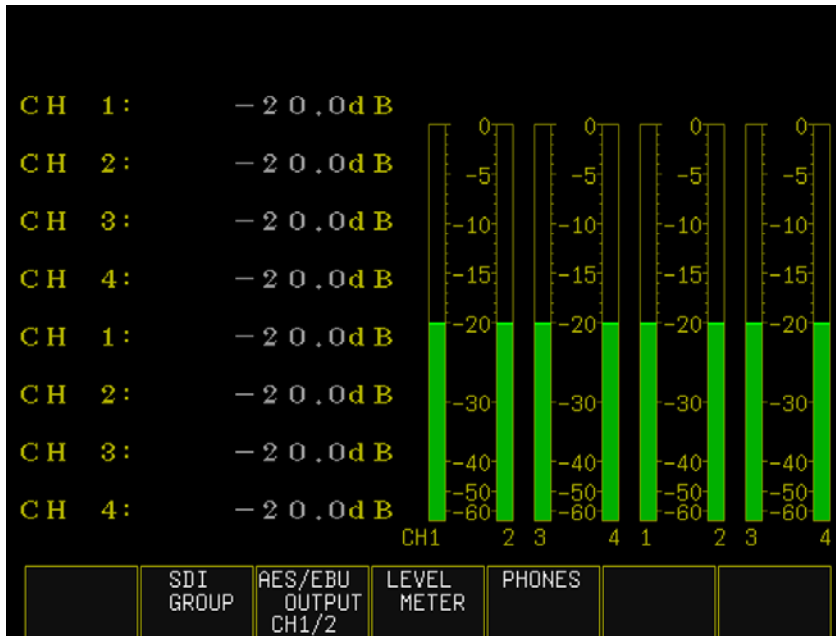 CH 1: -20.0dB
CH 2: -20.0dB
CH 3: -20.0dB
CH 4: -20.0dB
CH 1: -20.0dB
CH 2: -20.0dB
CH 3: -20.0dB
CH 4: -20.0dB
0 0 0 0
-5 -5 -5 -5
-10 -10 -10 -10
-15 -15 -15 -15
-20 -20 -20 -20
-30 -30 -30 -30
-40 -40 -40 -40
-50 -50 -50 -50
-60 -60 -60 -60
CH1 2 3 4 1 2 3 4
SDI
GROUP
AES/EBU
OUTPUT
CH1/2
LEVEL
METER
PHONES